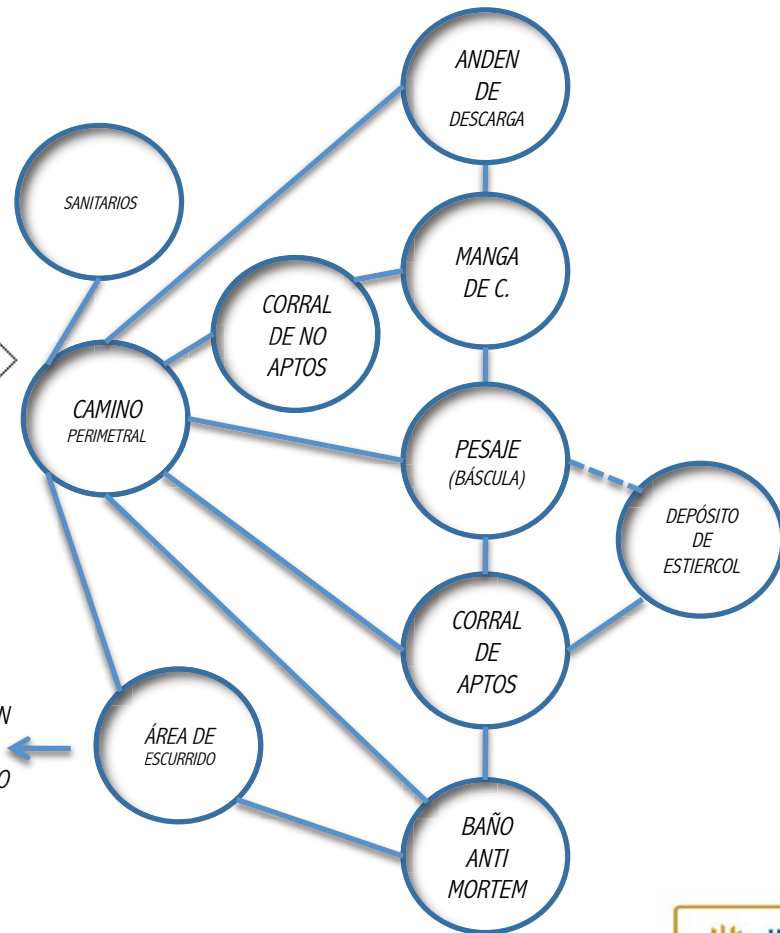 ANDEN
DE
DESCARGA
SANITARIOS
MANGA
DE C.
CORRAL
DE NO
APTOS
CAMINO
PERIMETRAL
PESAJE
(BÁSCULA)
DEPÓSITO
DE
ESTIERCOL
CORRAL
DE
APTOS
ÁREA DE
ESCURRIDO
BAÑO
ANTI
MORTEM